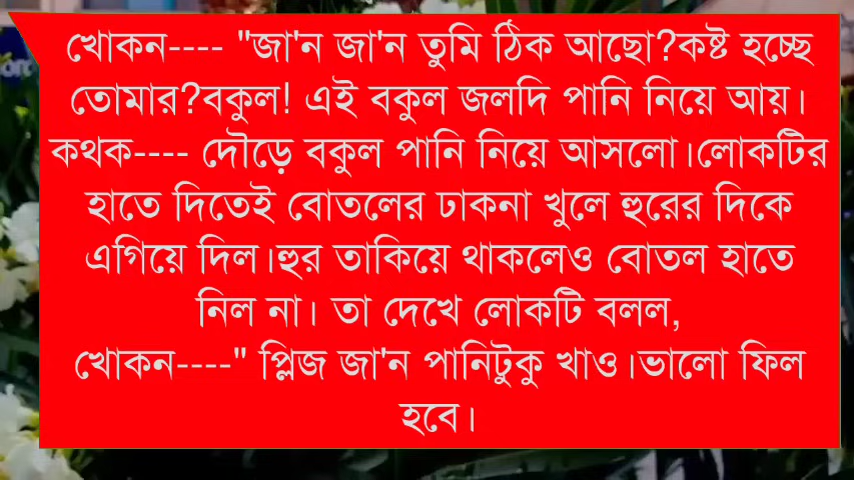 খোকন---- "জা'ন জা'ন তুমি ঠিক আছো?কষ্ট হচ্ছে
তোমার?বকুল! এই বকুল জলদি পানি নিয়ে আয়।
কথক---- দৌড়ে বকুল পানি নিয়ে আসলো।লোকটির
হাতে দিতেই বোতলের ঢাকনা খুলে হুরের দিকে
এগিয়ে দিল।হুর তাকিয়ে থাকলেও বোতল হাতে
নিল না। তা দেখে লোকটি বলল,
খোকন----" প্লিজ জা'ন পানিটুকু খাও।ভালো ফিল
হবে।